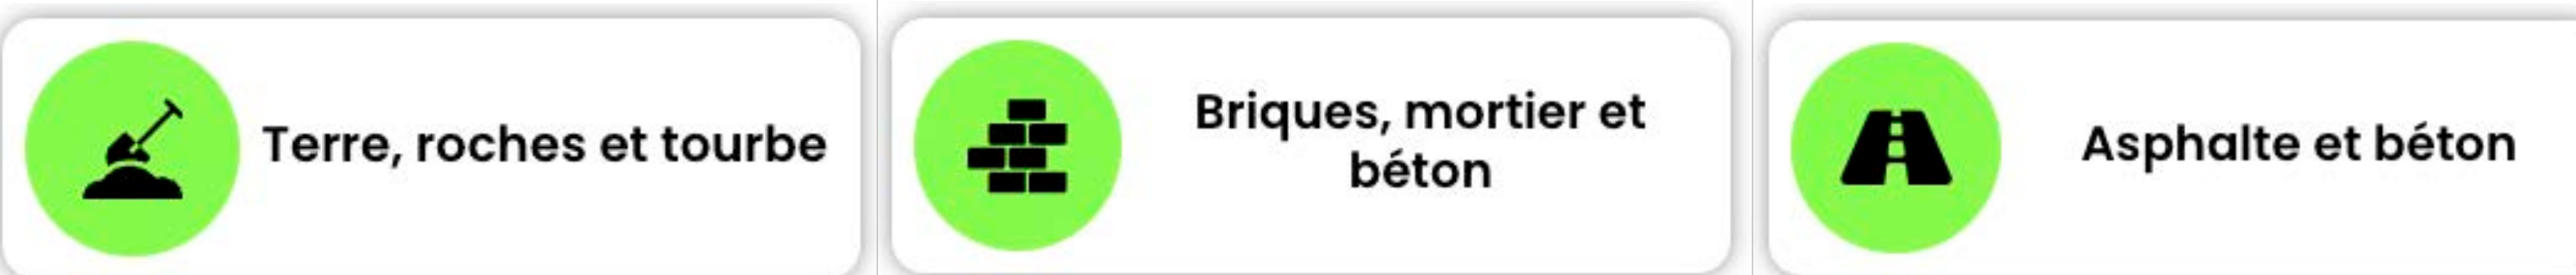 Terre, roches et tourbe
Briques, mortier et
béton
Asphalte et béton